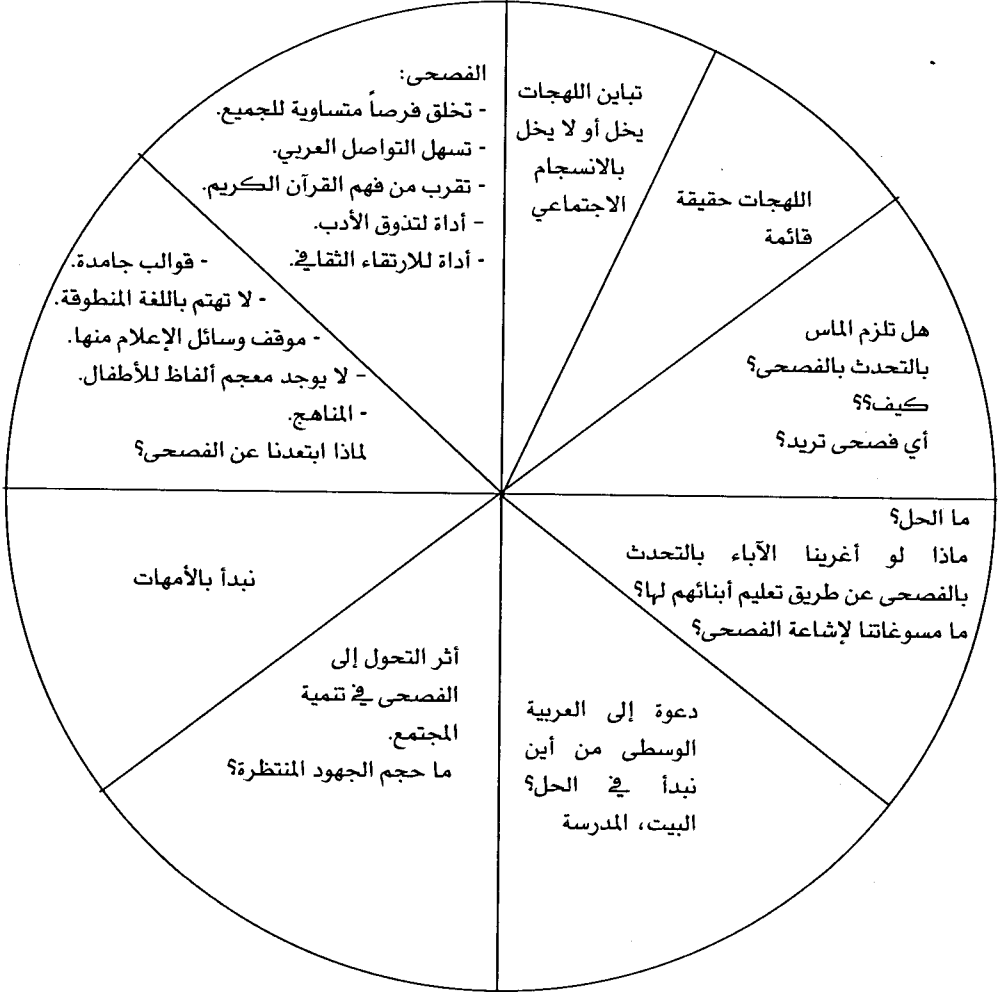 الفصحى:
- تخلق فرصاً متساوية للجميع.
- تسهل التواصل العربي.
- تقرب من فهم القرآن الكريم.
- أداة لتذوق الأدب.
- أداة للارتقاء الثقافي.
تباين اللهجات
يخل أو لا يخل
بالانسجام
الاجتماعي
اللهجات حقيقة
قائمة
هل تلزم الماس
بالتحدث بالفصحى؟
كيف؟؟
أي فصحى تريد؟
ما الحل؟
ماذا لو أغرينا الآباء بالتحدث
بالفصحى عن طريق تعليم أبنائهم لها؟
ما مسوغاتنا لإشاعة الفصحى؟
دعوة إلى العربية
الوسطى من أين
نبدأ في الحل؟
البيت، المدرسة
أثر التحول إلى
الفصحى في تنمية
المجتمع.
ما حجم الجهود المنتظرة؟
نبدأ بالأمهات
- قوالب جامدة.
- لا تهتم باللغة المنطوقة.
- موقف وسائل الإعلام منها.
- لا يوجد معجم ألفاظ للأطفال.
- المناهج.
لماذا ابتعدنا عن الفصحى؟